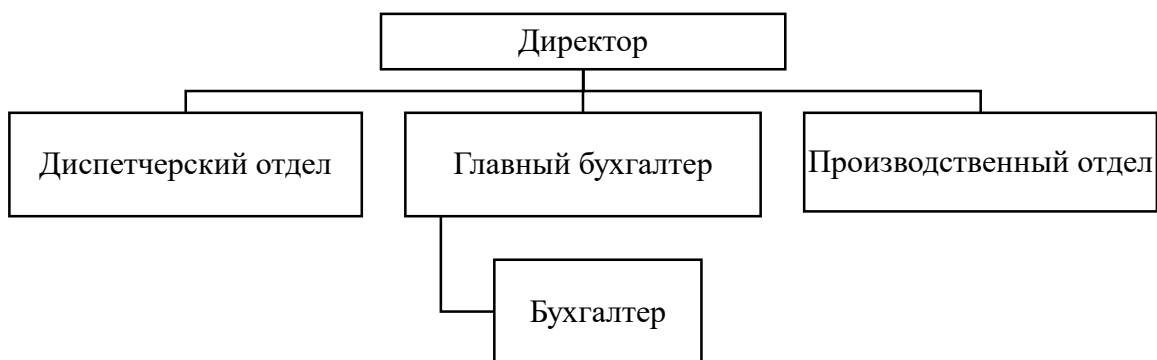 Директор
Диспетчерский отдел
Главный бухгалтер
Производственный отдел
Бухгалтер